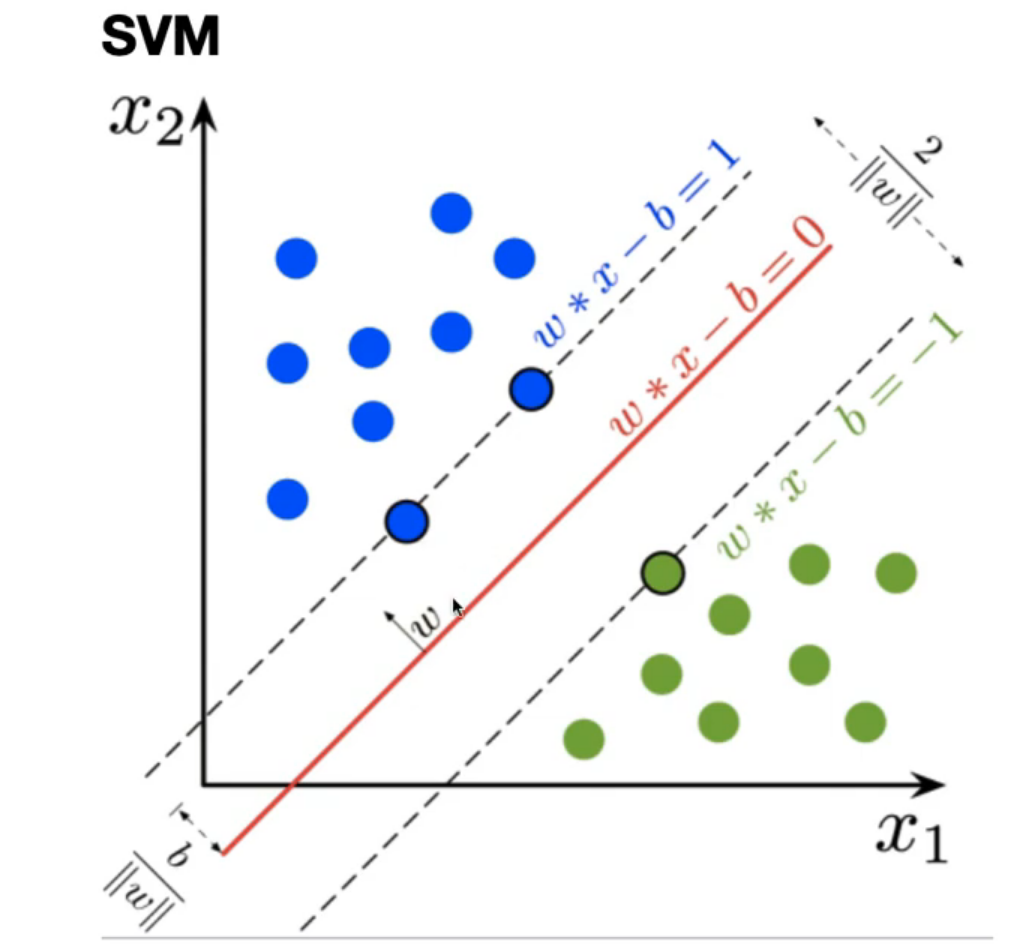 SVM
x₂
w * x − b = 1
2
‖w‖
w * x − b = 0
w * x − b = −1
w
x₁
b
‖w‖